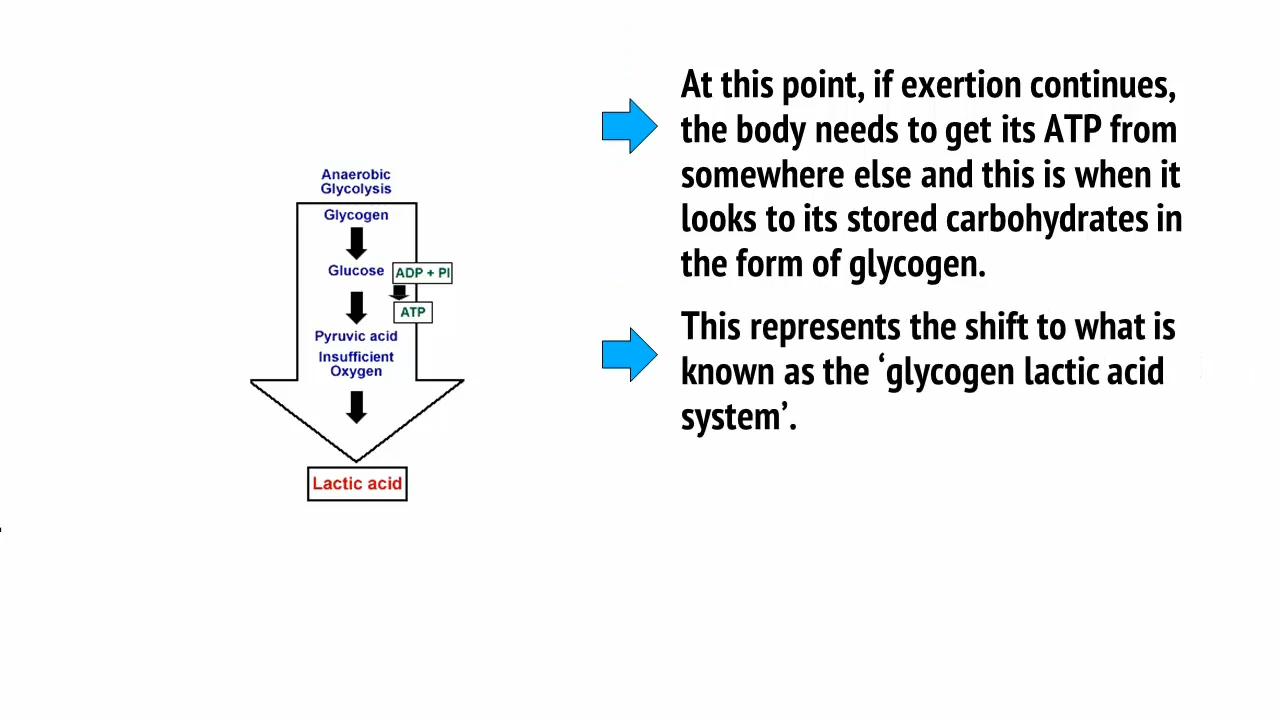 Anaerobic
Glycolysis
Glycogen
Glucose
ADP + PI
ATP
Pyruvic acid
Insufficient
Oxygen
Lactic acid
At this point, if exertion continues,
the body needs to get its ATP from
somewhere else and this is when it
looks to its stored carbohydrates in
the form of glycogen.
This represents the shift to what is
known as the ‘glycogen lactic acid
system’.